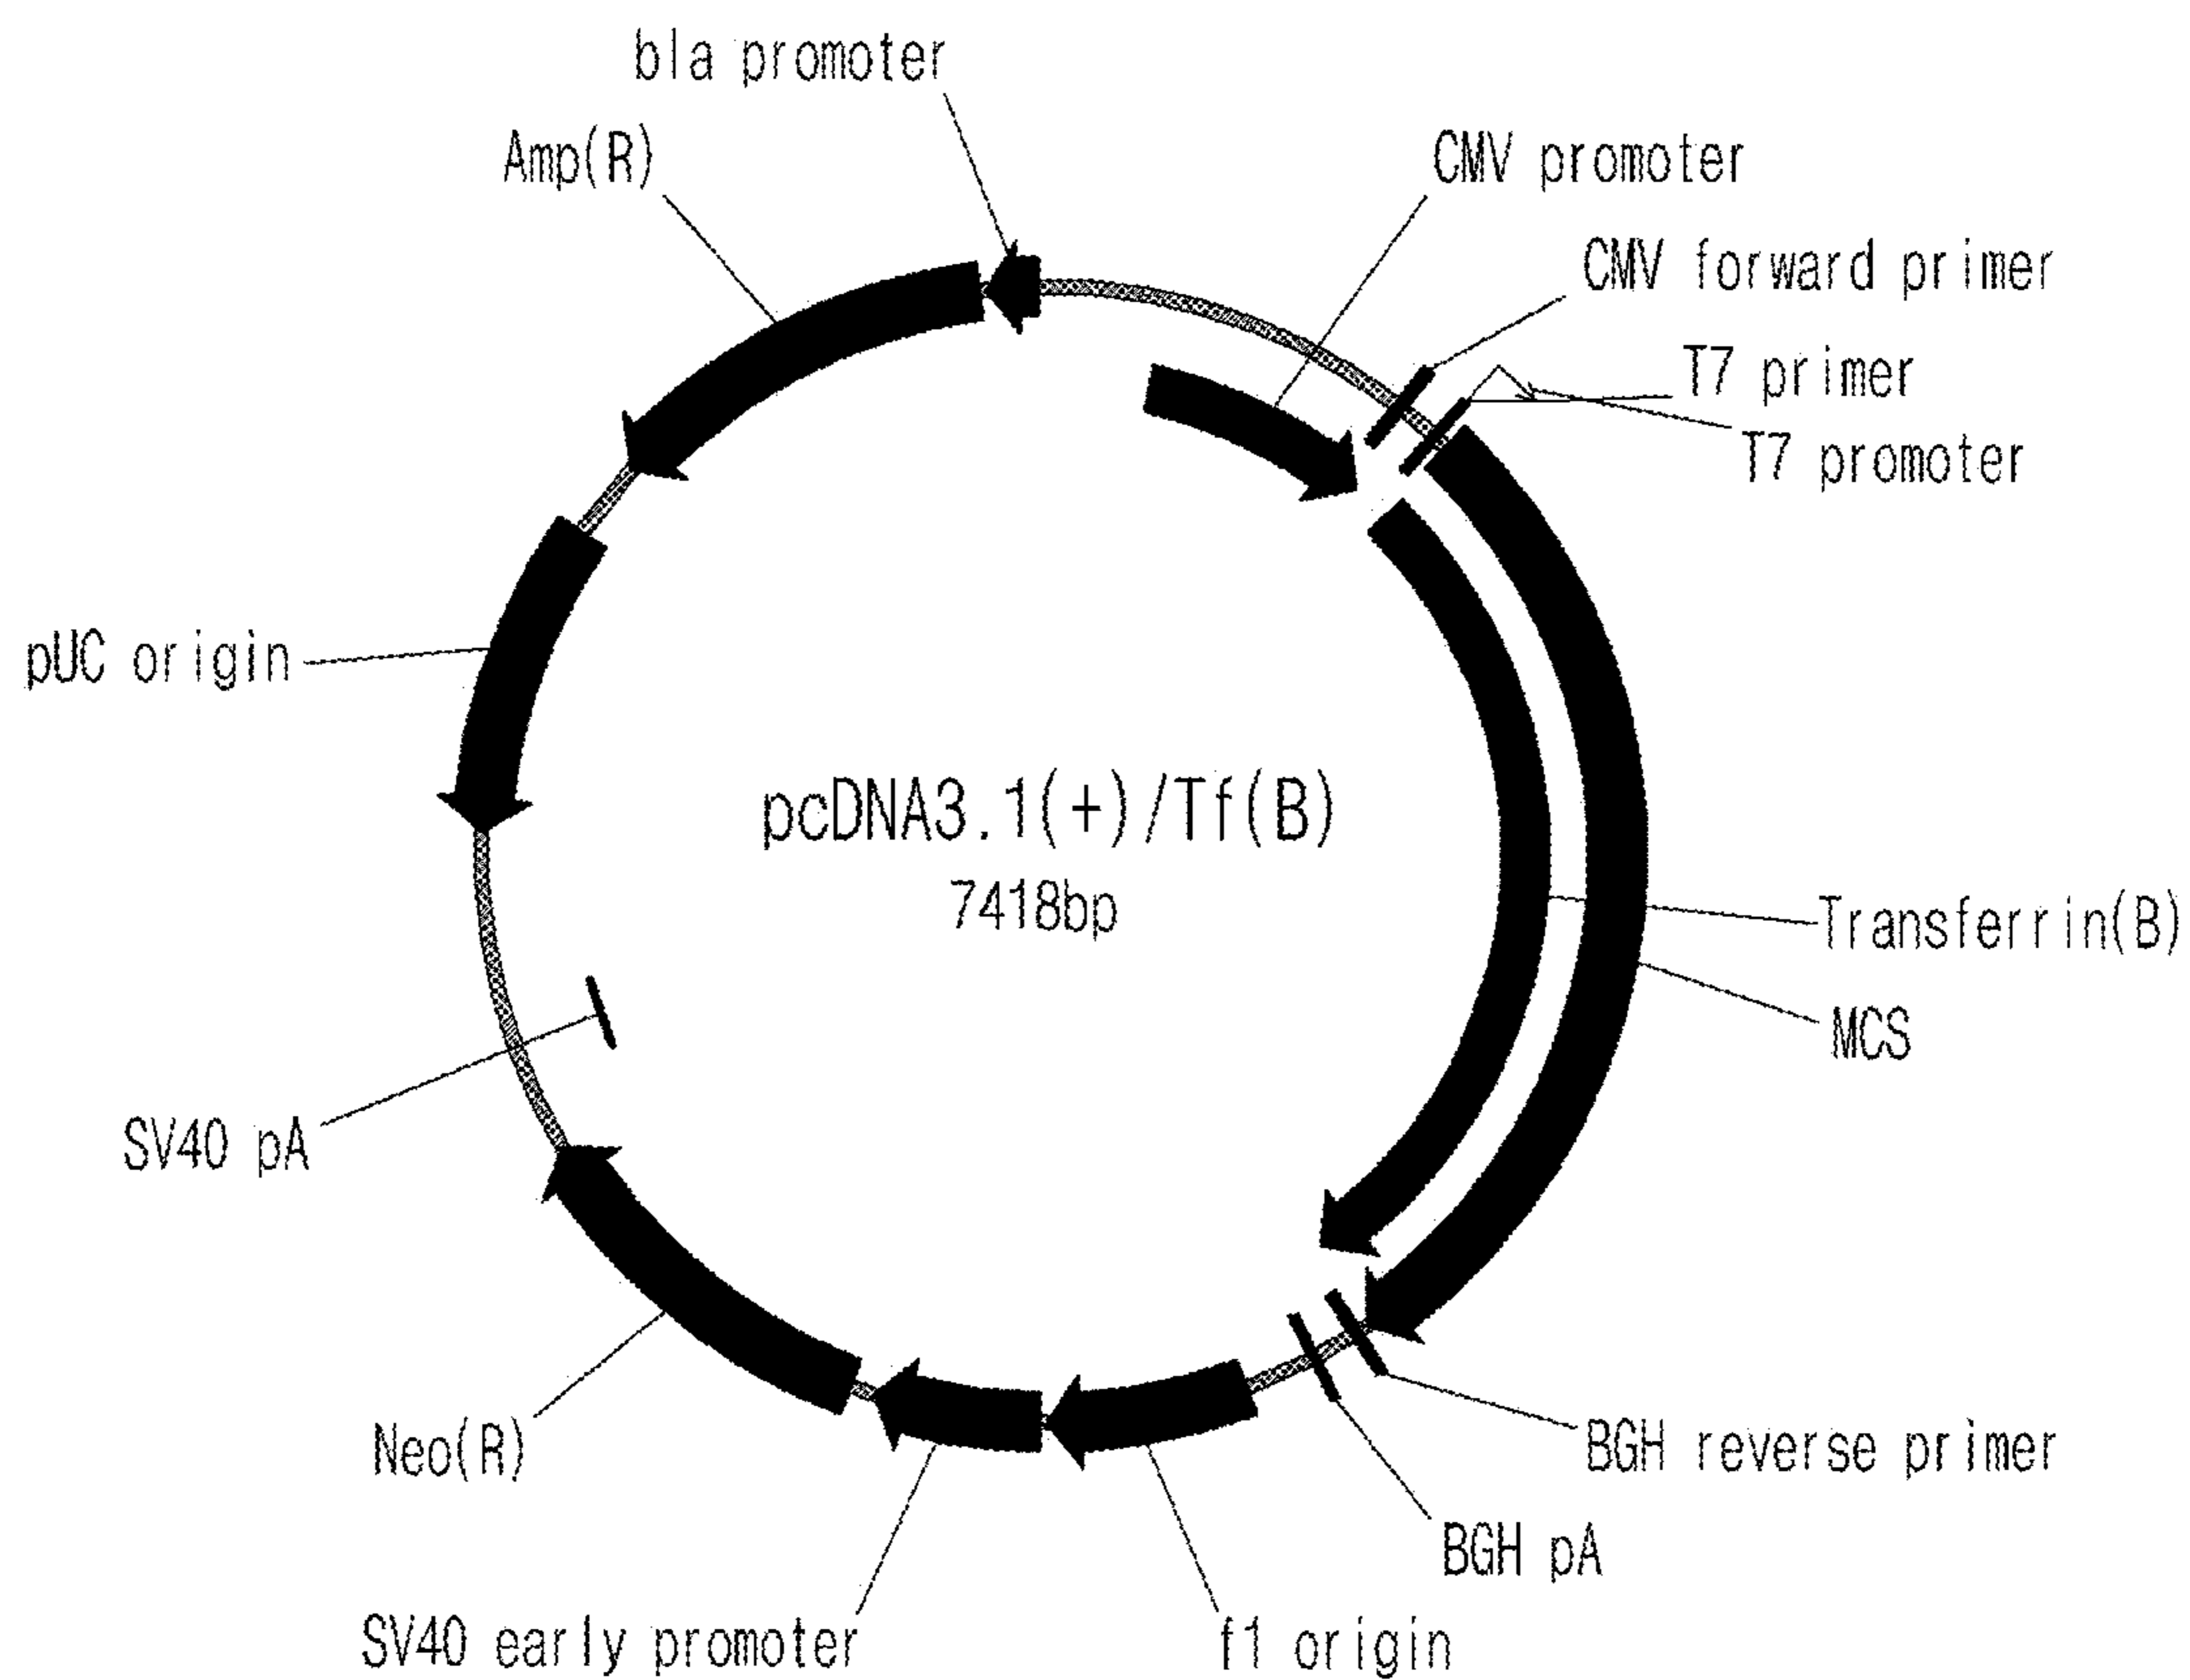 bla promoter
Amp(R)
CMV promoter
CMV forward primer
T7 primer
T7 promoter
pUC origin
pcDNA3.1(+)/Tf(B)
7418bp
Transferrin(B)
MCS
SV40 pA
Neo(R)
BGH reverse primer
BGH pA
SV40 early promoter
f1 origin